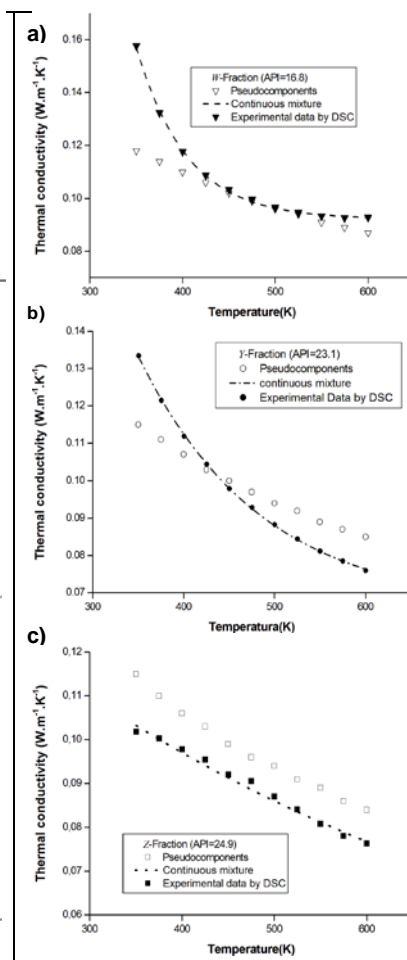 a)
0.16
0.14
0.12
0.10
0.08
Thermal conductivity (W.m⁻¹.K⁻¹)
W-Fraction (API=16.8)
Pseudocomponents
Continuous mixture
Experimental data by DSC
300
400
500
600
Temperature(K)
b)
0.14
0.13
0.12
0.11
0.10
0.09
0.08
0.07
Thermal conductivity (W.m⁻¹.K⁻¹)
Y-Fraction (API=23.1)
Pseudocomponents
continuous mixture
Experimental Data by DSC
300
400
500
600
Temperatura(K)
c)
0,12
0,11
0,10
0,09
0,08
0,07
0,06
Thermal conductivity (W.m⁻¹.K⁻¹)
Z-Fraction (API=24.9)
Pseudocomponents
Continuous mixture
Experimental data by DSC
300
400
500
600
Temperature(K)